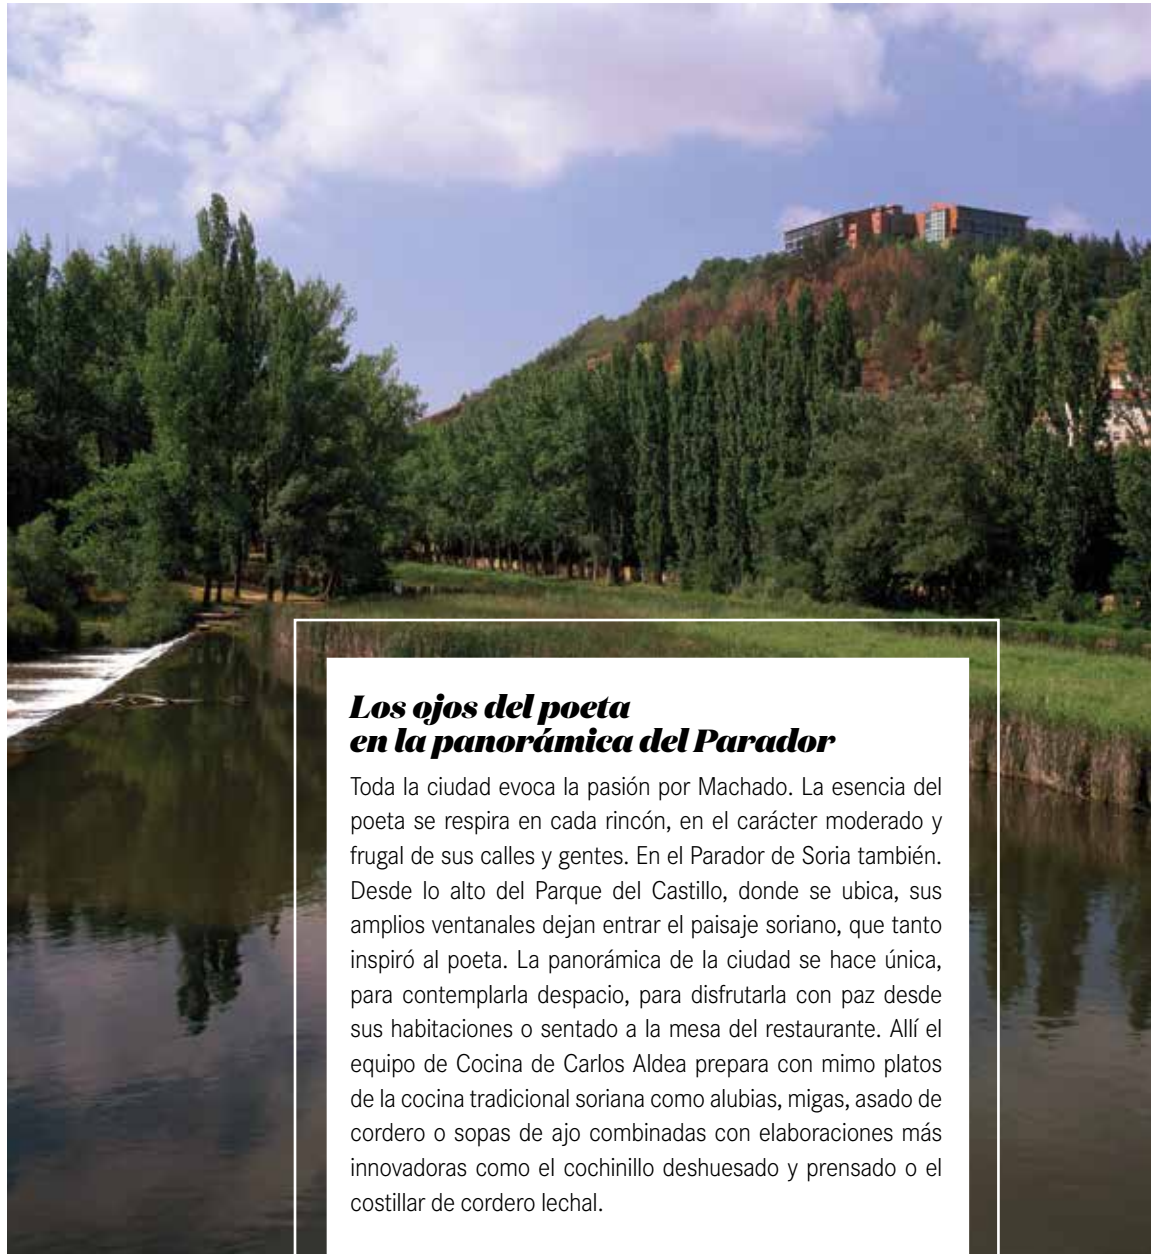 Los ojos del poeta
en la panorámica del Parador
Toda la ciudad evoca la pasión por Machado. La esencia del
poeta se respira en cada rincón, en el carácter moderado y
frugal de sus calles y gentes. En el Parador de Soria también.
Desde lo alto del Parque del Castillo, donde se ubica, sus
amplios ventanales dejan entrar el paisaje soriano, que tanto
inspiró al poeta. La panorámica de la ciudad se hace única,
para contemplarla despacio, para disfrutarla con paz desde
sus habitaciones o sentado a la mesa del restaurante. Allí el
equipo de Cocina de Carlos Aldea prepara con mimo platos
de la cocina tradicional soriana como alubias, migas, asado de
cordero o sopas de ajo combinadas con elaboraciones más
innovadoras como el cochinillo deshuesado y prensado o el
costillar de cordero lechal.